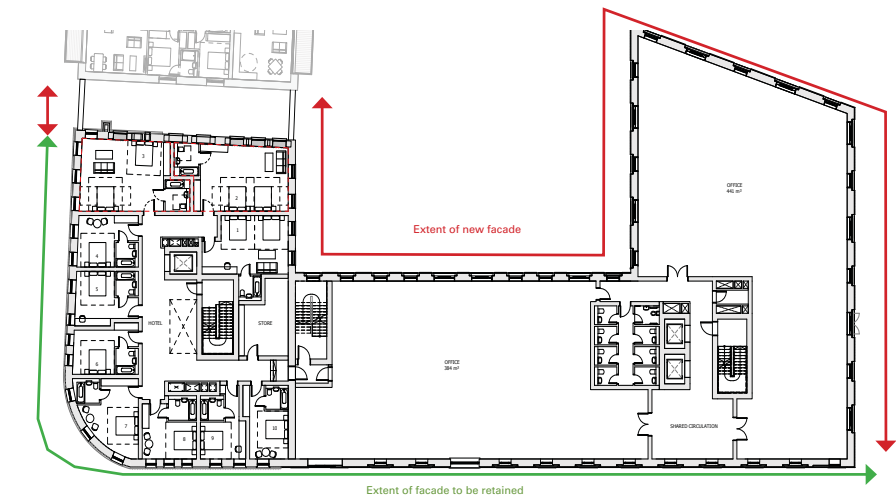 3
2
1
4
5
6
7
8
9
10
HOTEL
STORE
OFFICE
384 m²
OFFICE
441 m²
SHARED CIRCULATION
Extent of new facade
Extent of facade to be retained